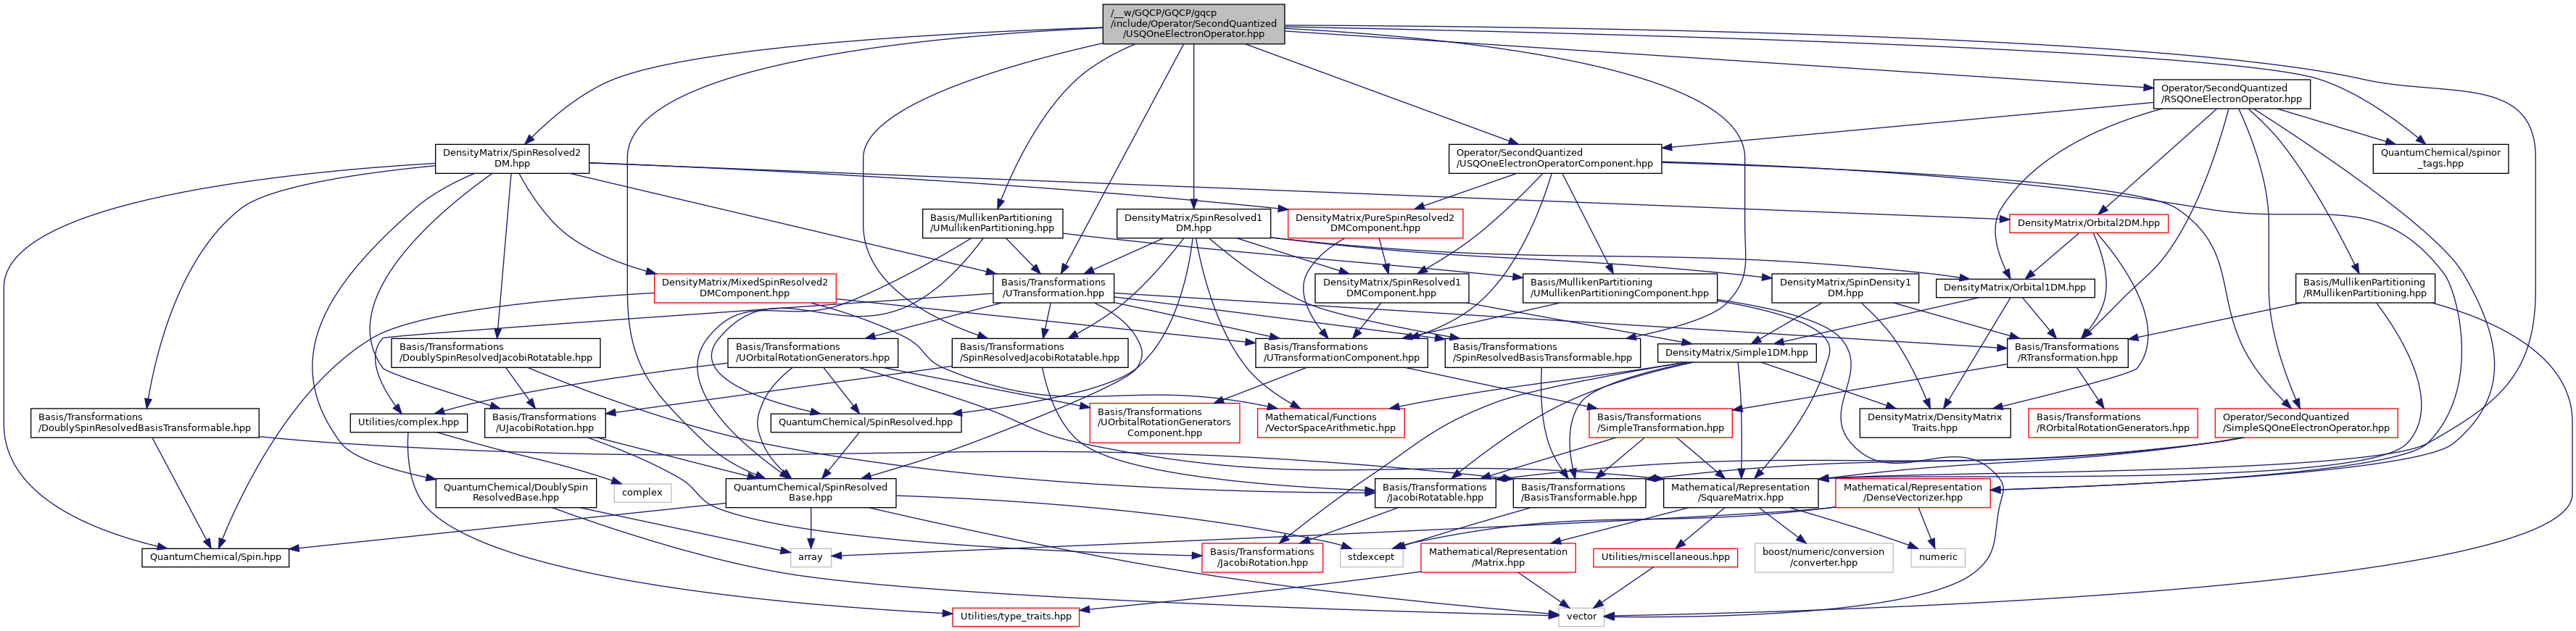 /__w/GQCP/GQCP/gqcp
/include/Operator/SecondQuantized
/USQOneElectronOperator.hpp
Operator/SecondQuantized
/RSQOneElectronOperator.hpp
DensityMatrix/SpinResolved2
DM.hpp
Operator/SecondQuantized
/USQOneElectronOperatorComponent.hpp
QuantumChemical/spinor
_tags.hpp
Basis/MullikenPartitioning
/UMullikenPartitioning.hpp
DensityMatrix/SpinResolved1
DM.hpp
DensityMatrix/PureSpinResolved2
DMComponent.hpp
DensityMatrix/Orbital2DM.hpp
DensityMatrix/MixedSpinResolved2
DMComponent.hpp
Basis/Transformations
/UTransformation.hpp
DensityMatrix/SpinResolved1
DMComponent.hpp
Basis/MullikenPartitioning
/UMullikenPartitioningComponent.hpp
DensityMatrix/SpinDensity1
DM.hpp
DensityMatrix/Orbital1DM.hpp
Basis/MullikenPartitioning
/RMullikenPartitioning.hpp
Basis/Transformations
/DoublySpinResolvedJacobiRotatable.hpp
Basis/Transformations
/UOrbitalRotationGenerators.hpp
Basis/Transformations
/SpinResolvedJacobiRotatable.hpp
Basis/Transformations
/UTransformationComponent.hpp
Basis/Transformations
/SpinResolvedBasisTransformable.hpp
DensityMatrix/Simple1DM.hpp
Basis/Transformations
/RTransformation.hpp
Basis/Transformations
/DoublySpinResolvedBasisTransformable.hpp
Utilities/complex.hpp
Basis/Transformations
/UJacobiRotation.hpp
QuantumChemical/SpinResolved.hpp
Basis/Transformations
/UOrbitalRotationGenerators
Component.hpp
Mathematical/Functions
/VectorSpaceArithmetic.hpp
Basis/Transformations
/SimpleTransformation.hpp
DensityMatrix/DensityMatrix
Traits.hpp
Basis/Transformations
/ROrbitalRotationGenerators.hpp
Operator/SecondQuantized
/SimpleSQOneElectronOperator.hpp
QuantumChemical/DoublySpin
ResolvedBase.hpp
complex
QuantumChemical/SpinResolved
Base.hpp
Basis/Transformations
/JacobiRotatable.hpp
Basis/Transformations
/BasisTransformable.hpp
Mathematical/Representation
/SquareMatrix.hpp
Mathematical/Representation
/DenseVectorizer.hpp
QuantumChemical/Spin.hpp
array
Basis/Transformations
/JacobiRotation.hpp
stdexcept
Mathematical/Representation
/Matrix.hpp
Utilities/miscellaneous.hpp
boost/numeric/conversion
/converter.hpp
numeric
Utilities/type_traits.hpp
vector